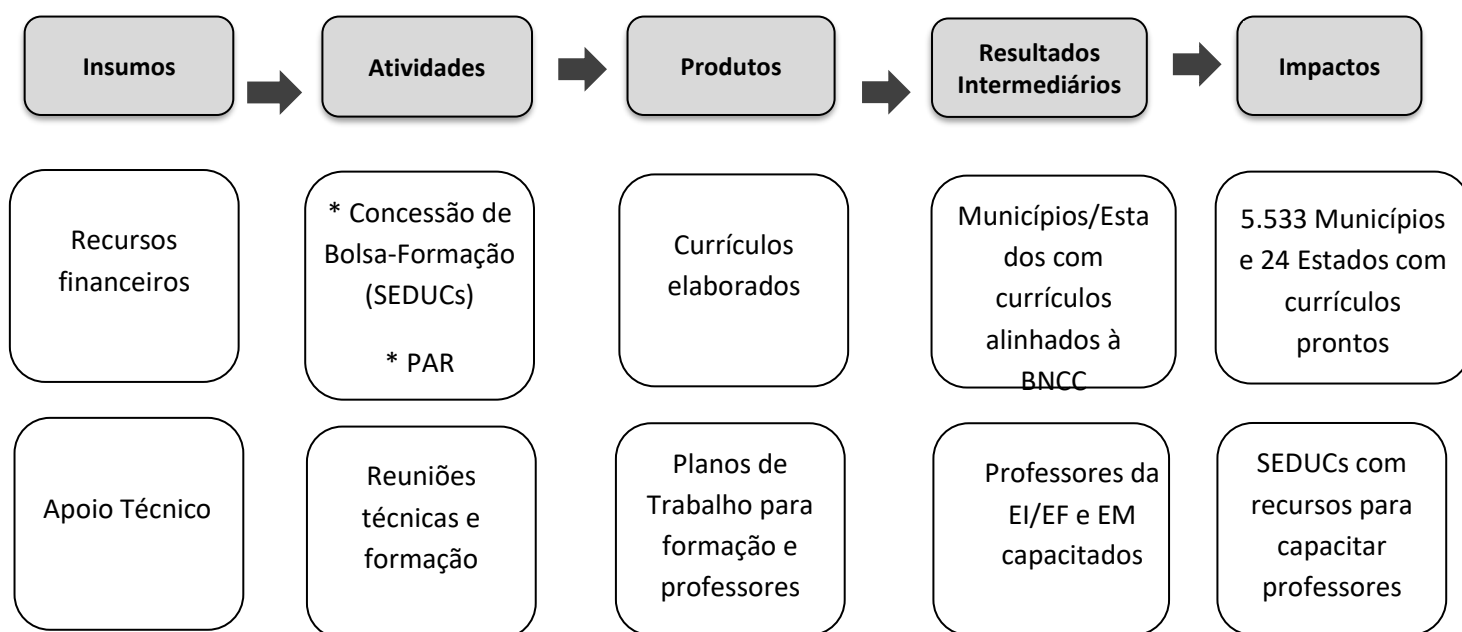 Insumos
Atividades
Produtos
Resultados
Intermediários
Impactos
Recursos
financeiros
* Concessão de
Bolsa-Formação
(SEDUCs)
* PAR
Currículos
elaborados
Municípios/Esta
dos com
currículos
alinhados à
BNCC
5.533 Municípios
e 24 Estados com
currículos
prontos
Apoio Técnico
Reuniões
técnicas e
formação
Planos de
Trabalho para
formação e
professores
Professores da
EI/EF e EM
capacitados
SEDUCs com
recursos para
capacitar
professores